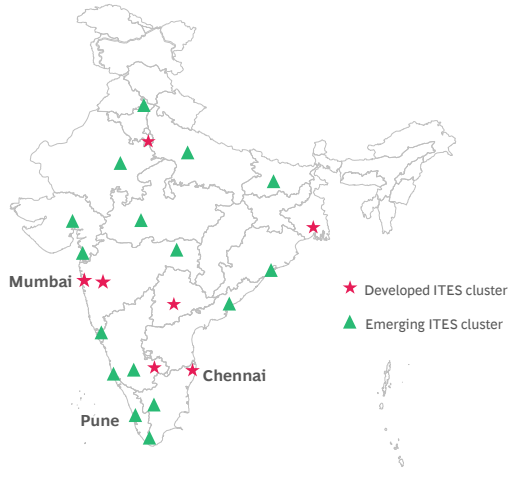 Mumbai
Developed ITES cluster
Emerging ITES cluster
Chennai
Pune